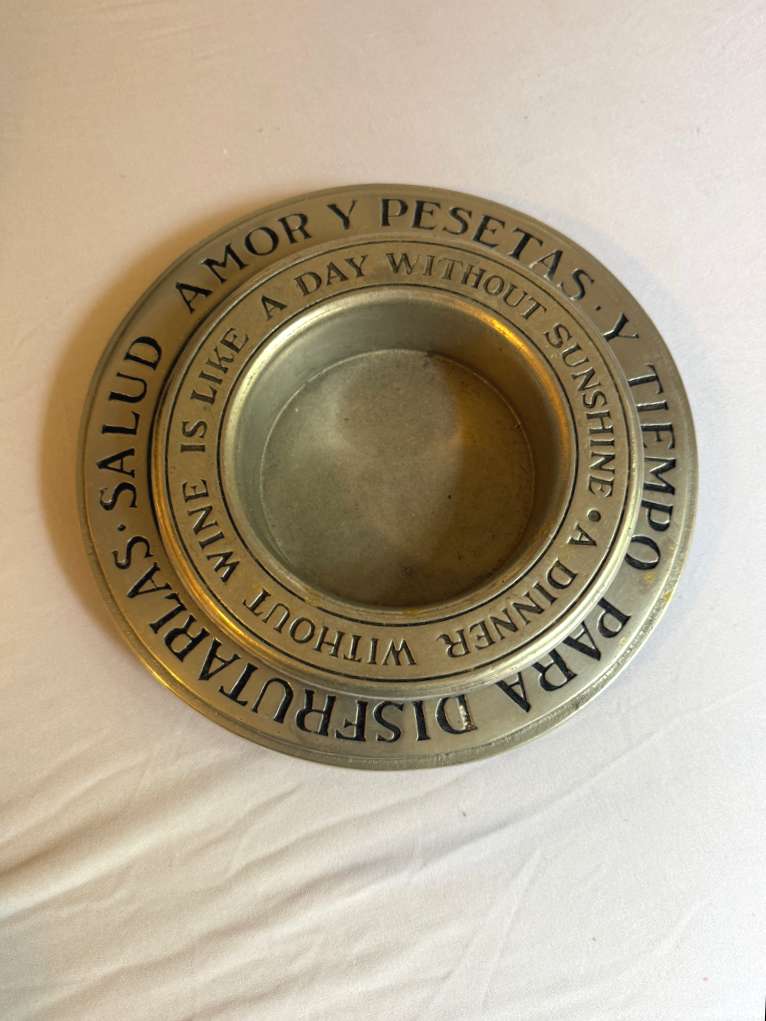 SALUD AMOR Y PESETAS · Y TIEMPO PARA DISFRUTARLAS ·
A DINNER WITHOUT WINE IS LIKE A DAY WITHOUT SUNSHINE •